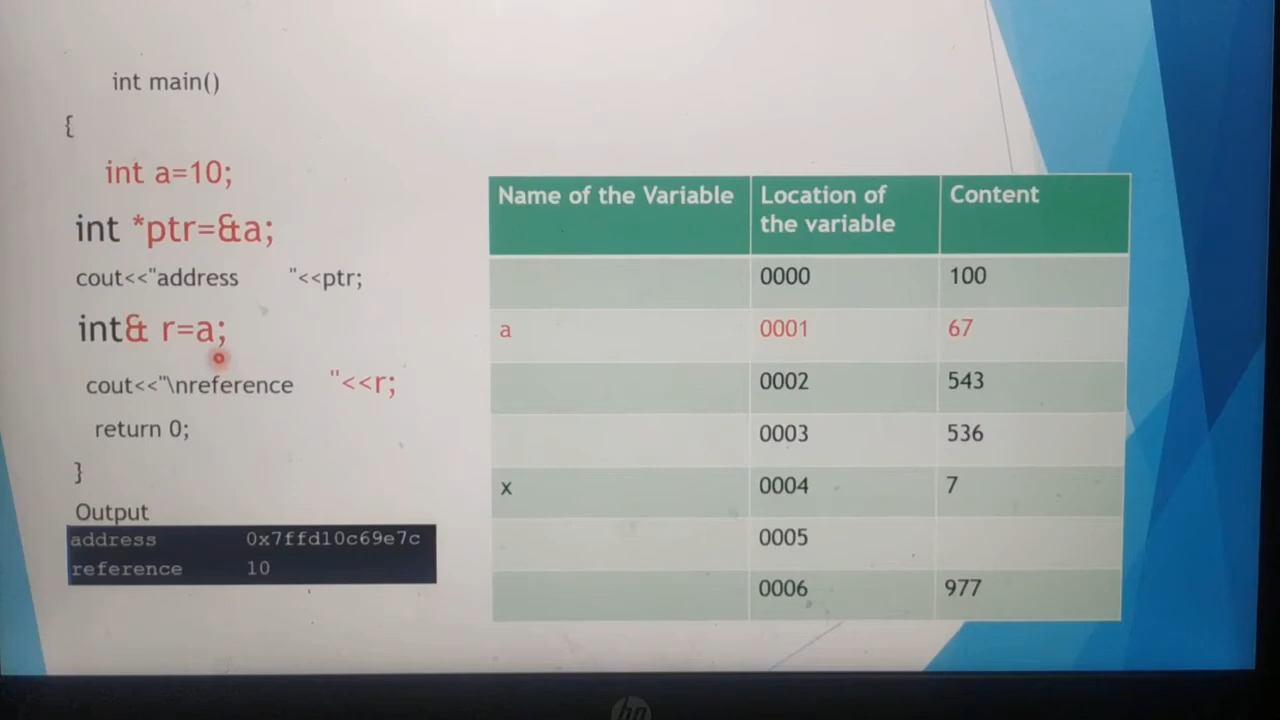 int main()
{
int a=10;
int *ptr=&a;
cout<<"address "<<ptr;
int& r=a;
cout<<"\nreference "<<r;
return 0;
}
Output
address 0x7ffd10c69e7c
reference 10
Name of the Variable Location of the variable Content
0000 100
a 0001 67
0002 543
0003 536
x 0004 7
0005
0006 977
hp